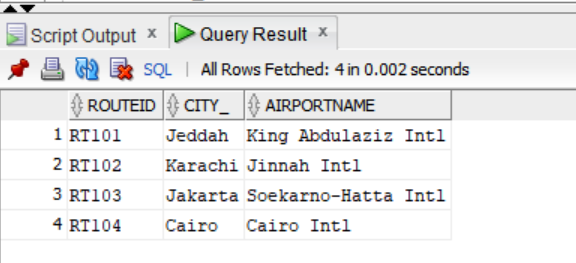 Script Output × Query Result ×
SQL | All Rows Fetched: 4 in 0.002 seconds
ROUTEID CITY_ AIRPORTNAME
1 RT101 Jeddah King Abdulaziz Intl
2 RT102 Karachi Jinnah Intl
3 RT103 Jakarta Soekarno-Hatta Intl
4 RT104 Cairo Cairo Intl